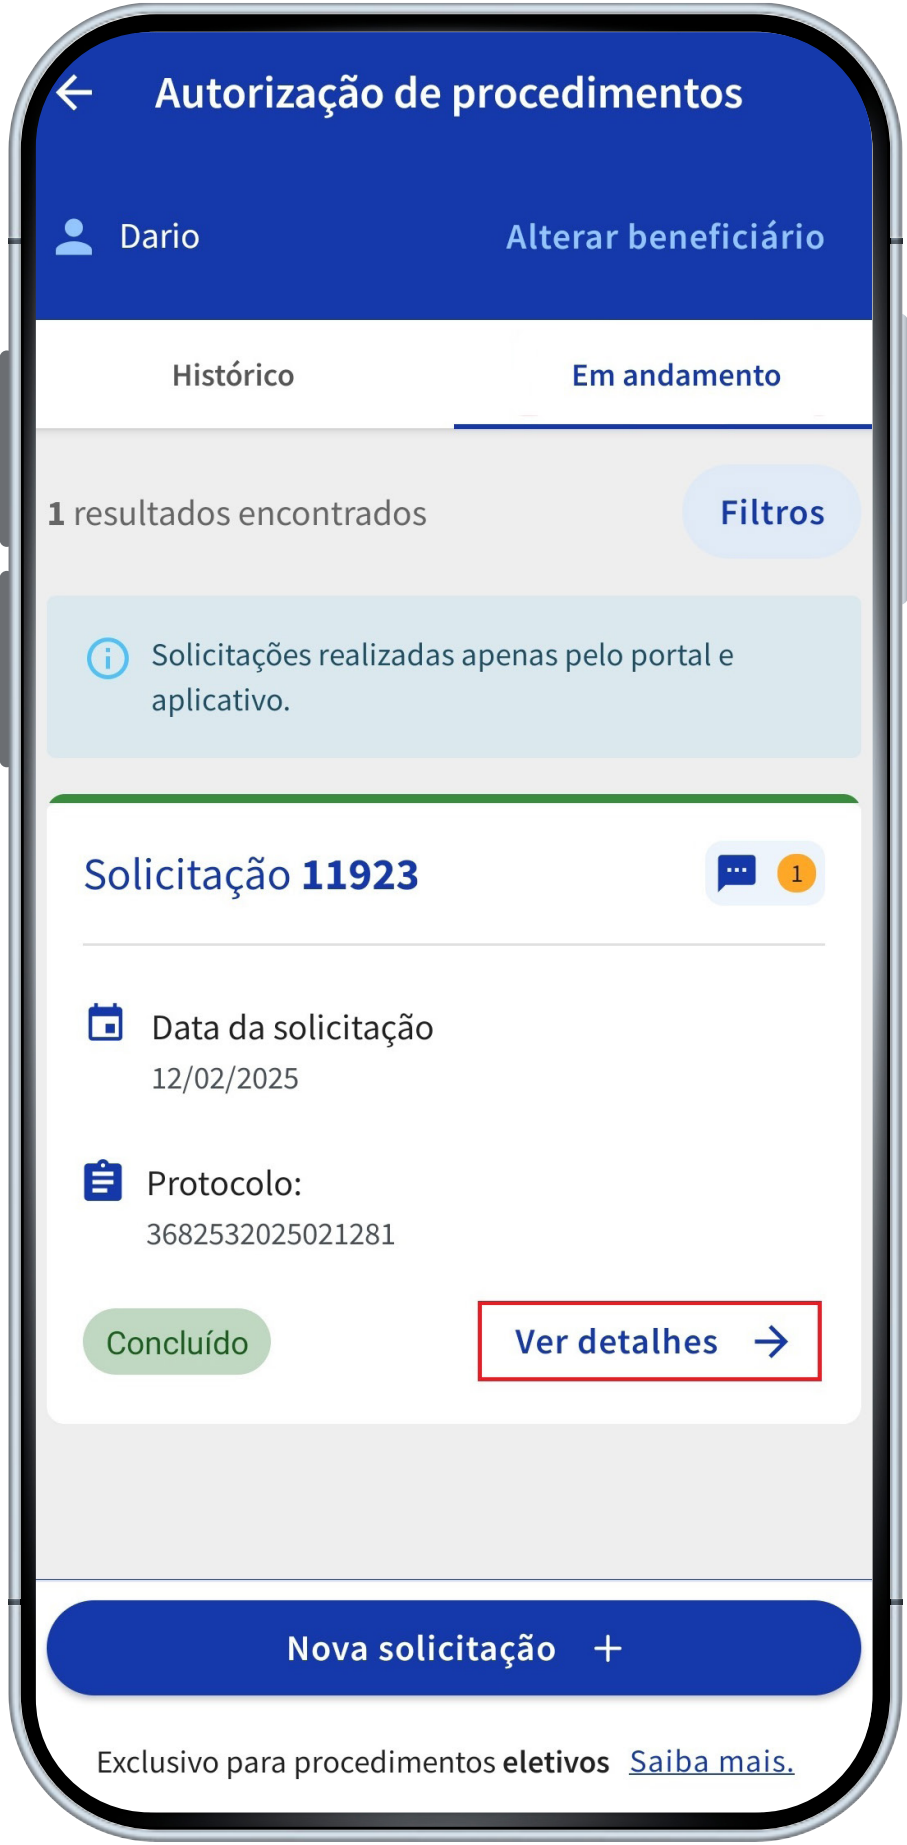 Autorização de procedimentos
Dario
Alterar beneficiário
Histórico
Em andamento
1 resultados encontrados
Filtros
Solicitações realizadas apenas pelo portal e
aplicativo.
Solicitação 11923
1
Data da solicitação
12/02/2025
Protocolo:
3682532025021281
Concluído
Ver detalhes
Nova solicitação +
Exclusivo para procedimentos eletivos Saiba mais.